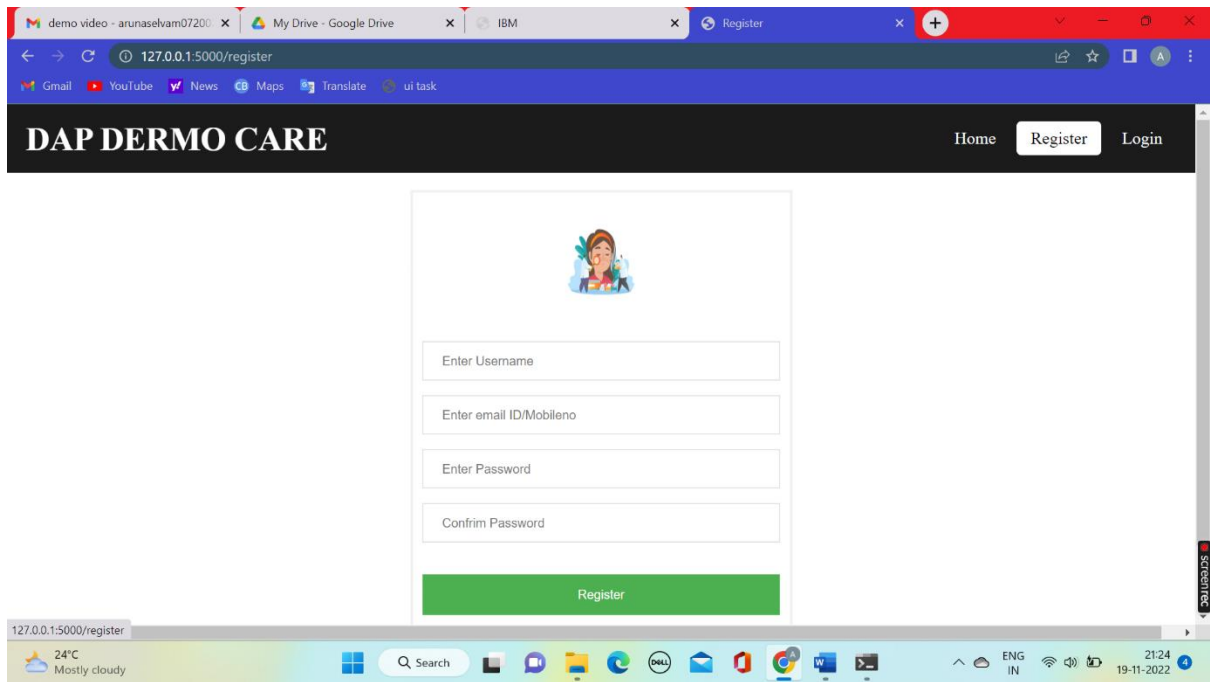 demo video - arunaselvam07200
My Drive - Google Drive
IBM
Register
127.0.0.1:5000/register
A
Gmail
YouTube
News
CB Maps
Translate
ui task
DAP DERMO CARE
Home
Register
Login
Enter Username
Enter email ID/Mobileno
Enter Password
Confrim Password
Register
screenrec
127.0.0.1:5000/register
24°C
Mostly cloudy
Search
DELL
ENG
IN
21:24
19-11-2022
4